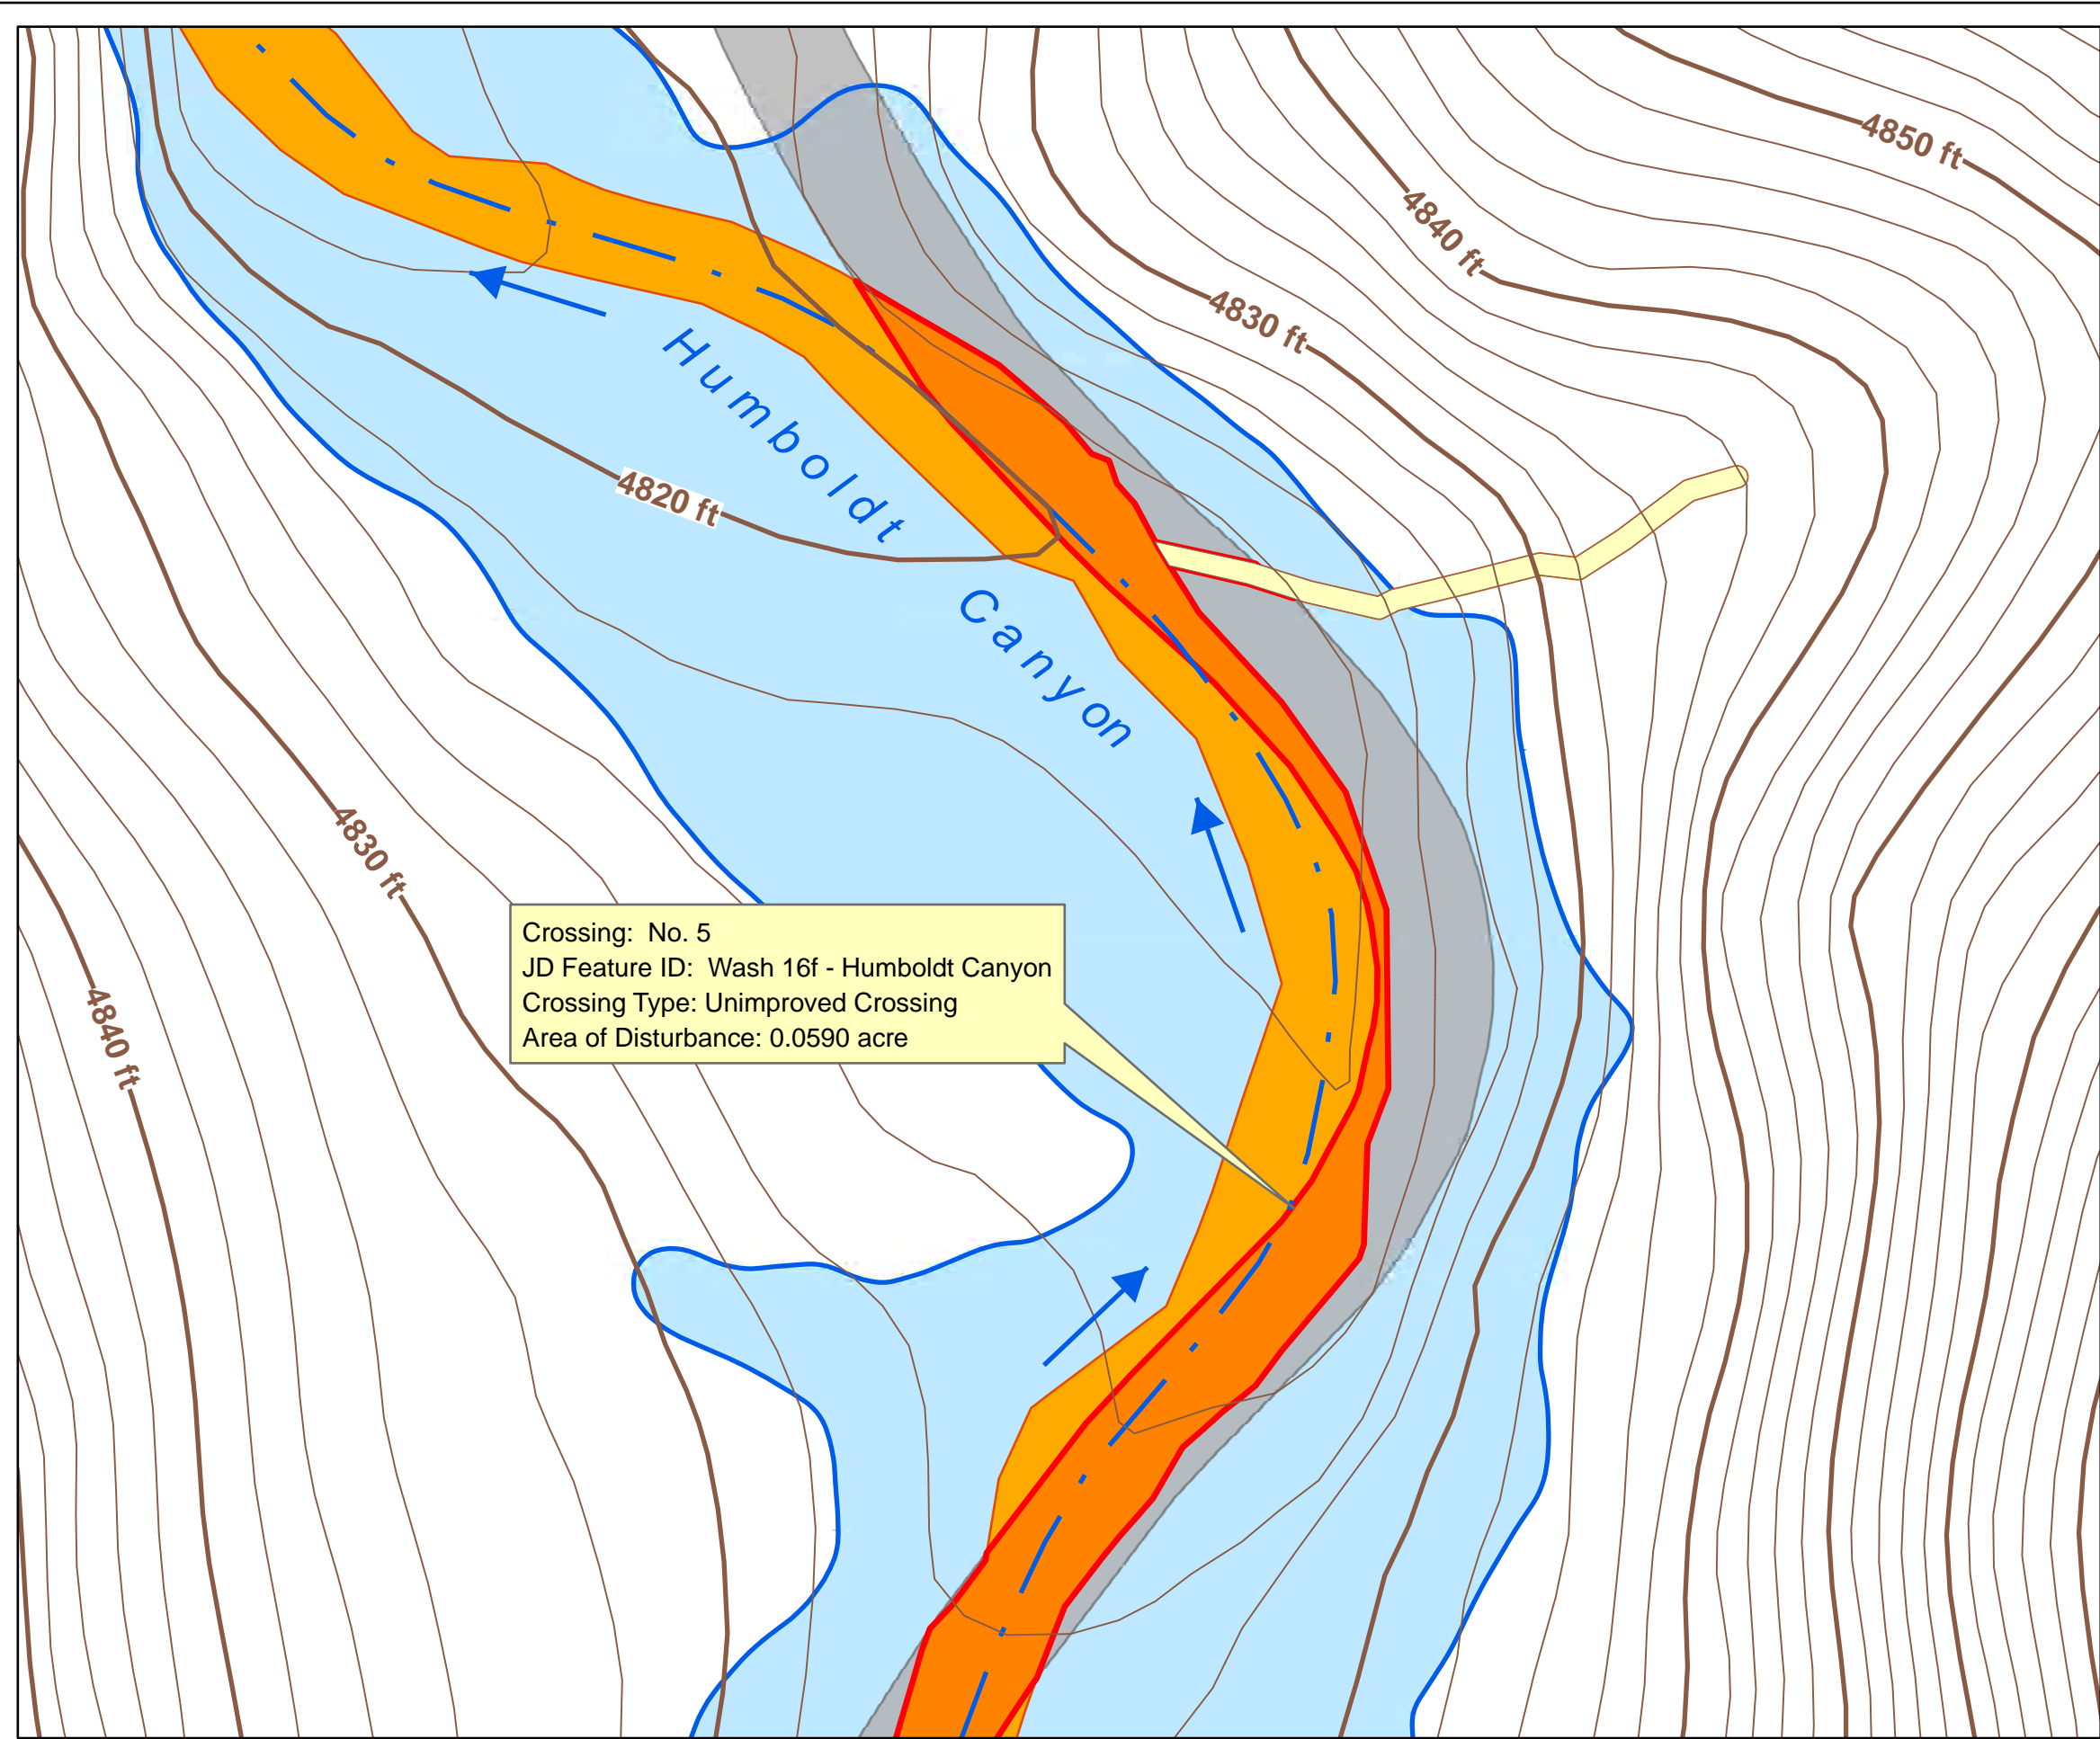 4850 ft
4840 ft
4830 ft
Humboldt
4820 ft
Canyon
4830 ft
Crossing: No. 5
JD Feature ID: Wash 16f - Humboldt Canyon
Crossing Type: Unimproved Crossing
Area of Disturbance: 0.0590 acre
4840 ft